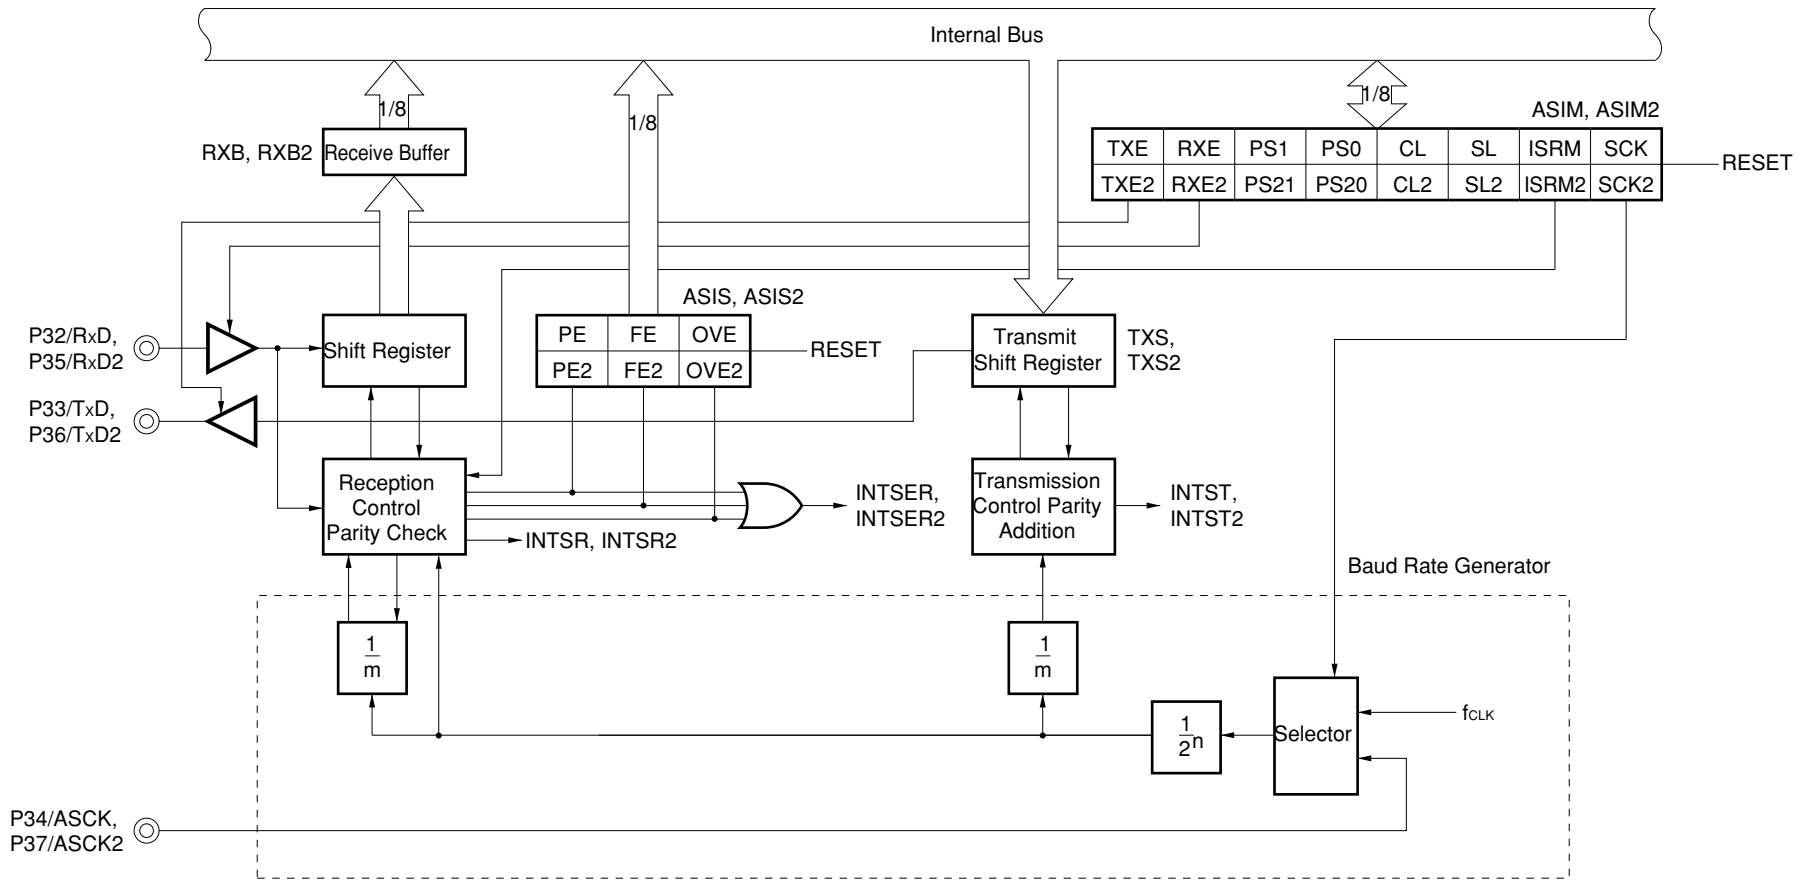 Internal Bus
1/8
1/8
1/8
ASIM, ASIM2
RXB, RXB2
Receive Buffer
TXE RXE PS1 PS0 CL SL ISRM SCK
TXE2 RXE2 PS21 PS20 CL2 SL2 ISRM2 SCK2
RESET
ASIS, ASIS2
P32/RxD,
P35/RxD2
Shift Register
PE FE OVE
PE2 FE2 OVE2
RESET
Transmit
Shift Register
TXS,
TXS2
P33/TxD,
P36/TxD2
Reception
Control
Parity Check
INTSER,
INTSER2
INTSR, INTSR2
Transmission
Control Parity
Addition
INTST,
INTST2
Baud Rate Generator
1
m
1
m
1
2n
Selector
fCLK
P34/ASCK,
P37/ASCK2